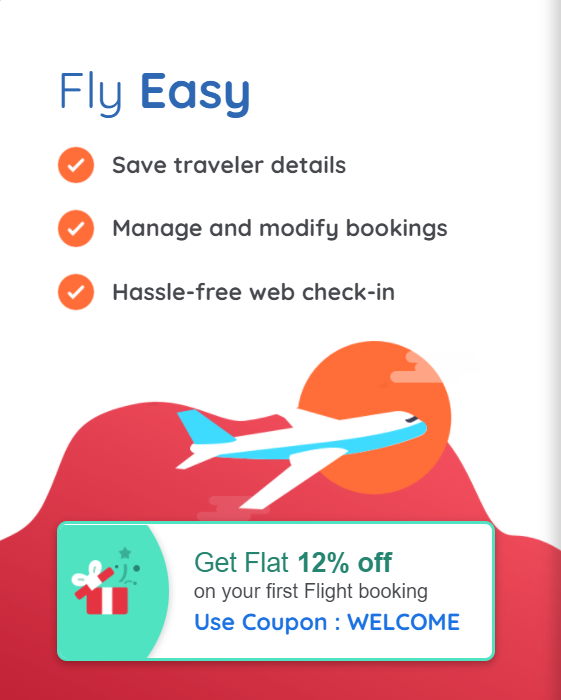 Fly Easy
Save traveler details
Manage and modify bookings
Hassle-free web check-in
Get Flat 12% off
on your first Flight booking
Use Coupon : WELCOME